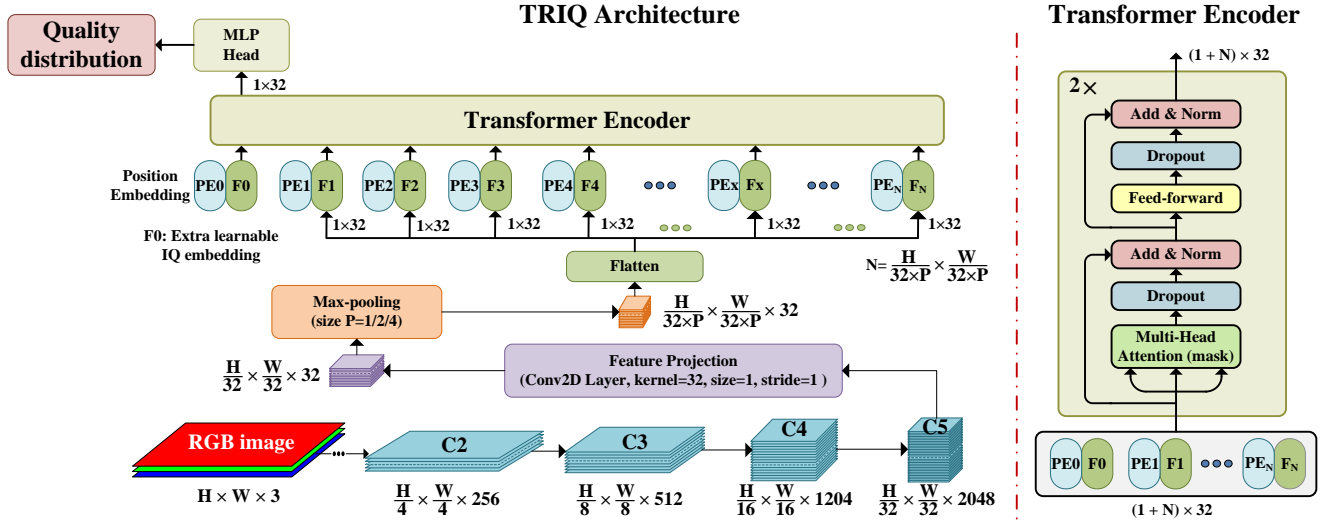 TRIQ Architecture
Quality
distribution
MLP
Head
1×32
Transformer Encoder
Position
Embedding
PE0 F0 PE1 F1 PE2 F2 PE3 F3 PE4 F4 PEx Fx PE_N F_N
1×32 1×32 1×32 1×32 1×32 1×32
F0: Extra learnable
IQ embedding
Flatten
N= H/(32×P) × W/(32×P)
Max-pooling
(size P=1/2/4)
H/(32×P) × W/(32×P) × 32
H/32 × W/32 × 32
Feature Projection
(Conv2D Layer, kernel=32, size=1, stride=1 )
RGB image
...
C2
C3
C4
C5
H × W × 3
H/4 × W/4 × 256
H/8 × W/8 × 512
H/16 × W/16 × 1204
H/32 × W/32 × 2048
Transformer Encoder
(1 + N) × 32
2×
Add & Norm
Dropout
Feed-forward
Add & Norm
Dropout
Multi-Head
Attention (mask)
PE0 F0 PE1 F1 PE_N F_N
(1 + N) × 32